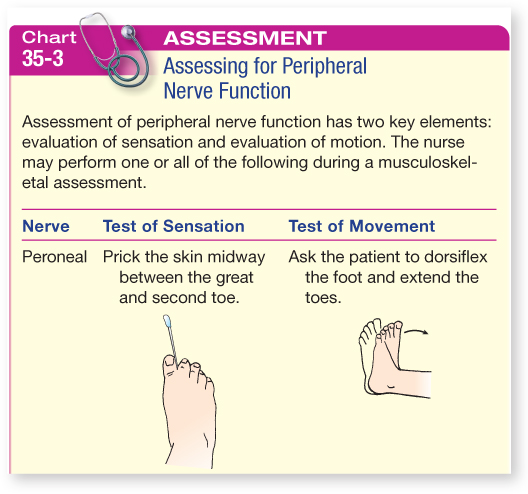 Chart
35-3
ASSESSMENT
Assessing for Peripheral
Nerve Function
Assessment of peripheral nerve function has two key elements:
evaluation of sensation and evaluation of motion. The nurse
may perform one or all of the following during a musculoskel-
etal assessment.
Nerve Test of Sensation Test of Movement
Peroneal Prick the skin midway Ask the patient to dorsiflex
between the great the foot and extend the
and second toe. toes.